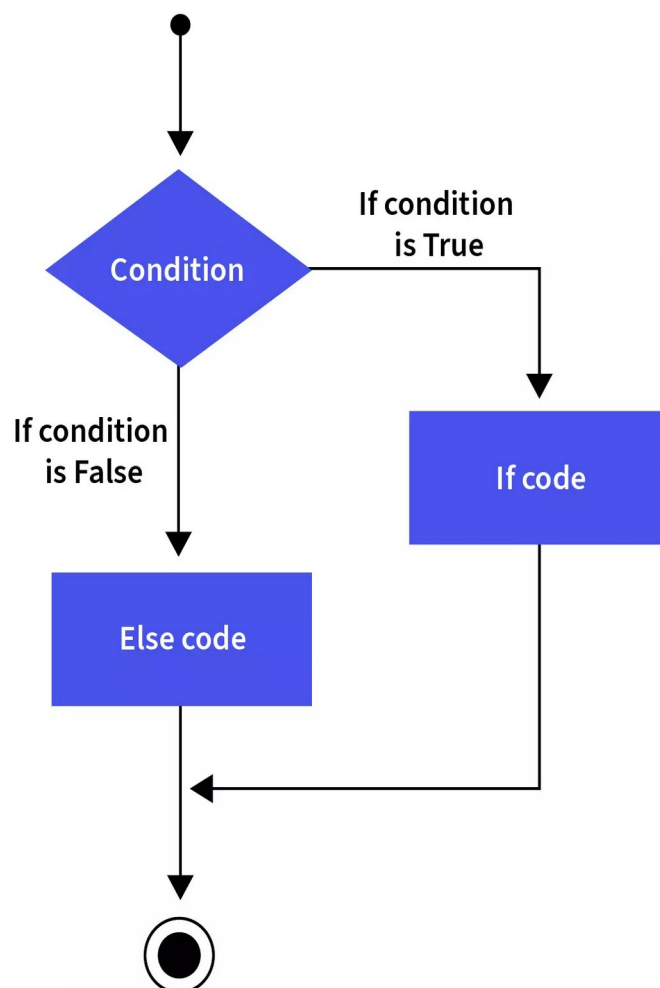 If condition
is True
Condition
If condition
is False
If code
Else code